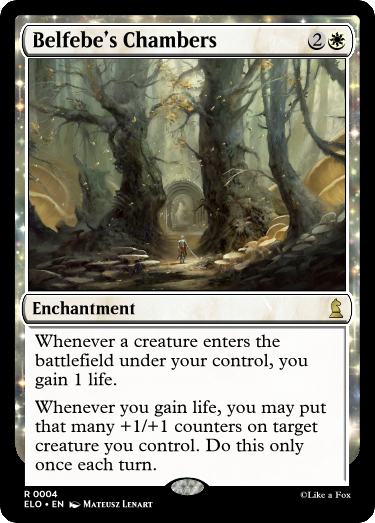 Belfebe's Chambers
2
Enchantment
Whenever a creature enters the
battlefield under your control, you
gain 1 life.
Whenever you gain life, you may put
that many +1/+1 counters on target
creature you control. Do this only
once each turn.
R 0004
ELO • EN Mateusz Lenart
©Like a Fox